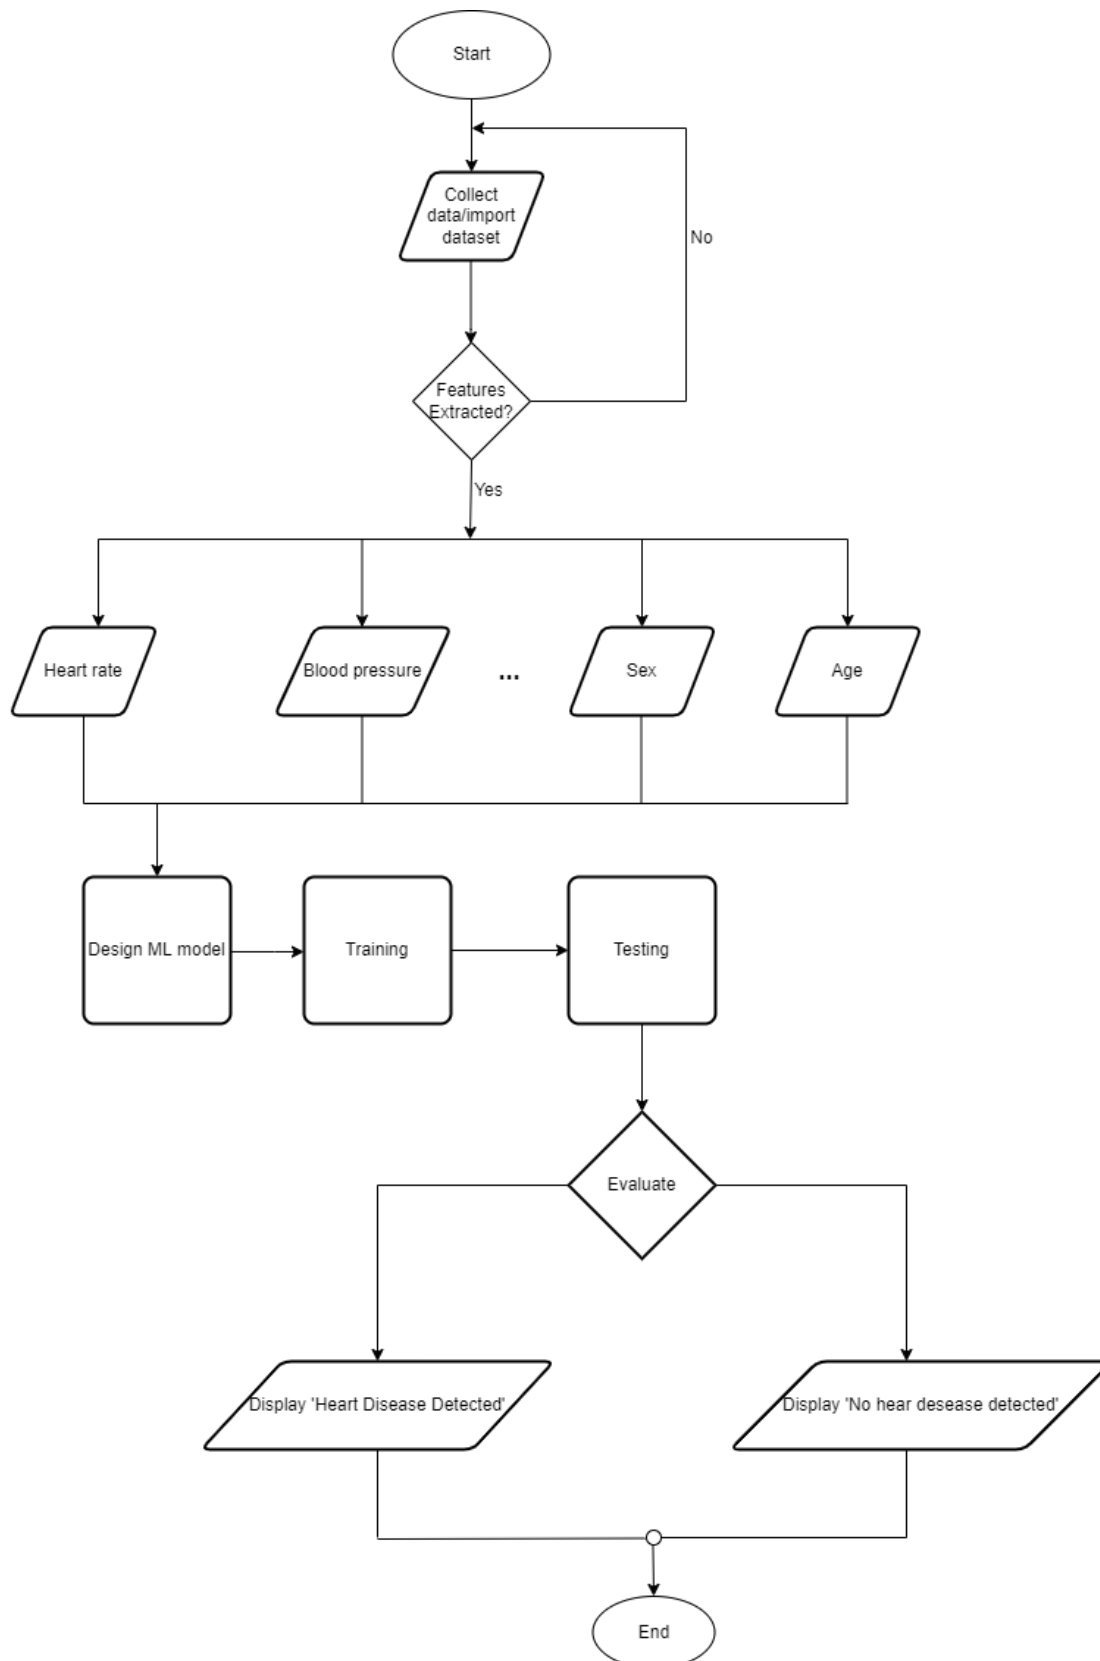 Start
Collect
data/import
dataset
No
Features
Extracted?
Yes
Heart rate
Blood pressure
...
Sex
Age
Design ML model
Training
Testing
Evaluate
Display 'Heart Disease Detected'
Display 'No hear desease detected'
End